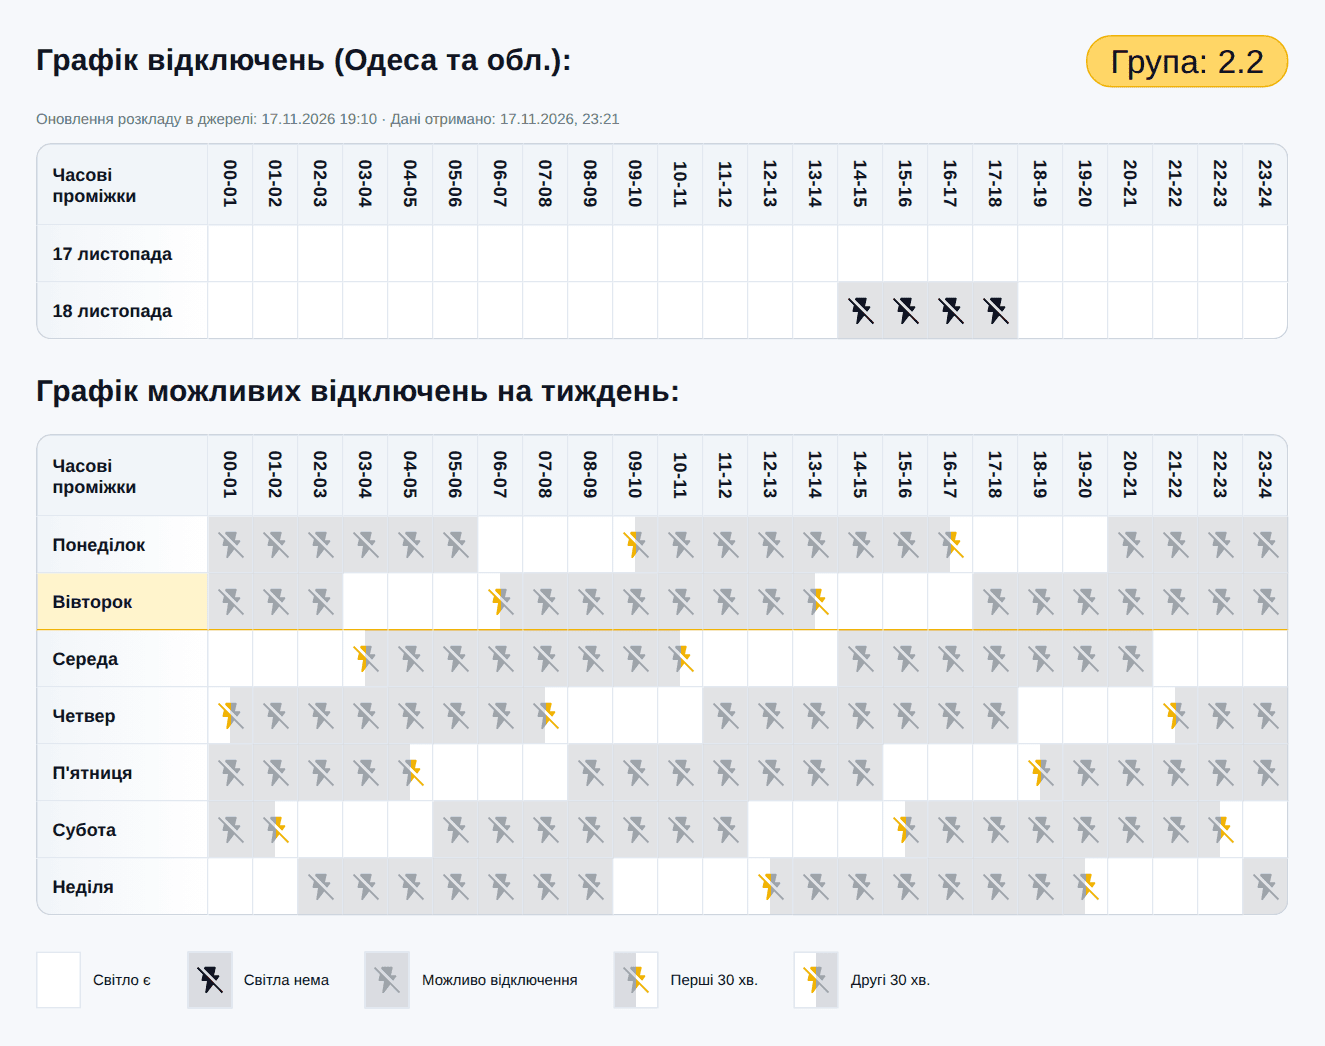 Графік відключень (Одеса та обл.):
Група: 2.2
Оновлення розкладу в джерелі: 17.11.2026 19:10 · Дані отримано: 17.11.2026, 23:21
Часові проміжки 00-01 01-02 02-03 03-04 04-05 05-06 06-07 07-08 08-09 09-10 10-11 11-12 12-13 13-14 14-15 15-16 16-17 17-18 18-19 19-20 20-21 21-22 22-23 23-24
17 листопада
18 листопада
Графік можливих відключень на тиждень:
Часові проміжки 00-01 01-02 02-03 03-04 04-05 05-06 06-07 07-08 08-09 09-10 10-11 11-12 12-13 13-14 14-15 15-16 16-17 17-18 18-19 19-20 20-21 21-22 22-23 23-24
Понеділок
Вівторок
Середа
Четвер
П'ятниця
Субота
Неділя
Світло є Світла нема Можливо відключення Перші 30 хв. Другі 30 хв.